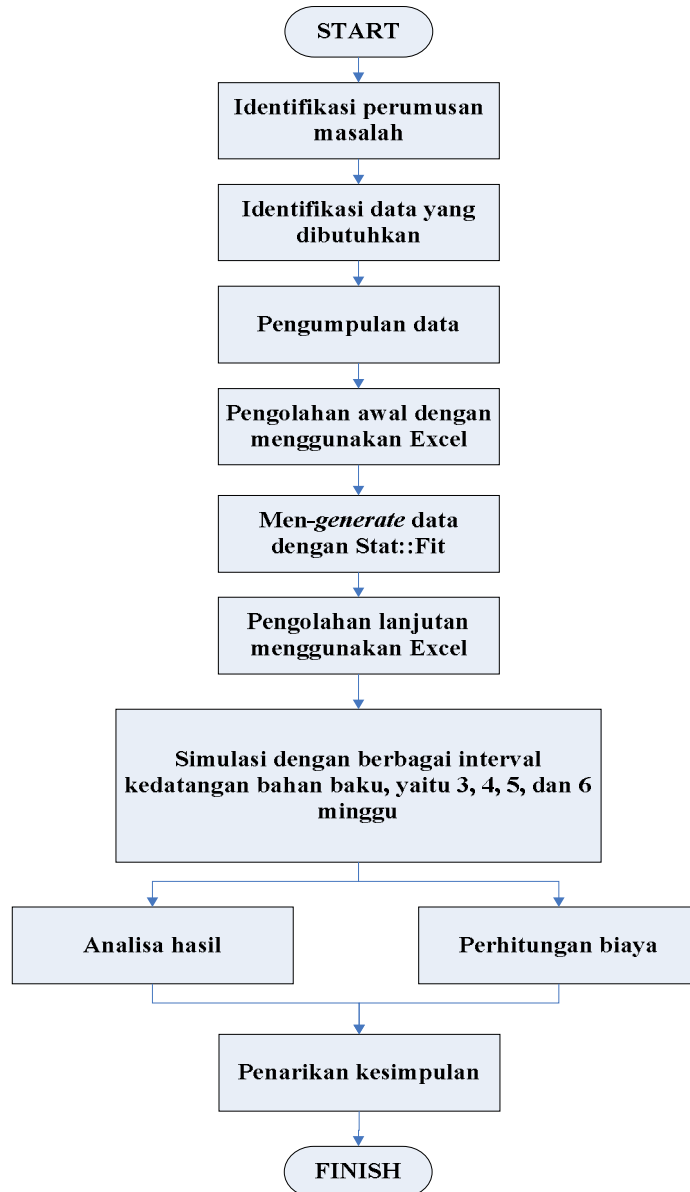 START
Identifikasi perumusan
masalah
Identifikasi data yang
dibutuhkan
Pengumpulan data
Pengolahan awal dengan
menggunakan Excel
Men-generate data
dengan Stat::Fit
Pengolahan lanjutan
menggunakan Excel
Simulasi dengan berbagai interval
kedatangan bahan baku, yaitu 3, 4, 5, dan 6
minggu
Analisa hasil
Perhitungan biaya
Penarikan kesimpulan
FINISH